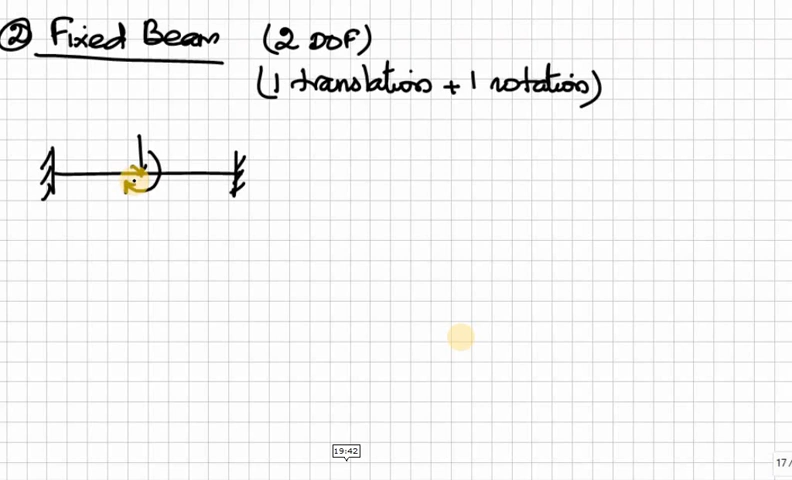 ② Fixed Beam (2 DOF)
(1 translation + 1 rotation)
19:42
17/